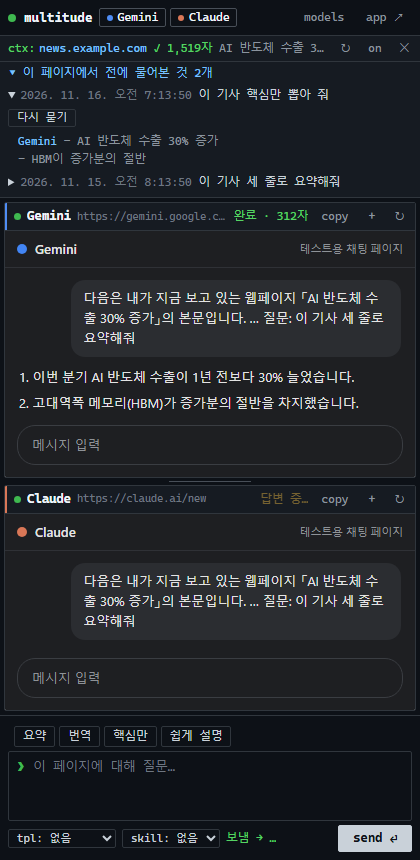 multitude Gemini Claude models app ↗
ctx: news.example.com ✓ 1,519자 AI 반도체 수출 3… ↻ on ×
▼ 이 페이지에서 전에 물어본 것 2개
▼ 2026. 11. 16. 오전 7:13:50 이 기사 핵심만 뽑아 줘
다시 묻기
Gemini – AI 반도체 수출 30% 증가
– HBM이 증가분의 절반
▶ 2026. 11. 15. 오전 8:13:50 이 기사 세 줄로 요약해줘
Gemini https://gemini.google.c… 완료 · 312자 copy + ↻
Gemini 테스트용 채팅 페이지
다음은 내가 지금 보고 있는 웹페이지 「AI 반도체 수
출 30% 증가」의 본문입니다. … 질문: 이 기사 세 줄로
요약해줘
1. 이번 분기 AI 반도체 수출이 1년 전보다 30% 늘었습니다.
2. 고대역폭 메모리(HBM)가 증가분의 절반을 차지했습니다.
메시지 입력
Claude https://claude.ai/new 답변 중… copy + ↻
Claude 테스트용 채팅 페이지
다음은 내가 지금 보고 있는 웹페이지 「AI 반도체 수
출 30% 증가」의 본문입니다. … 질문: 이 기사 세 줄로
요약해줘
메시지 입력
요약 번역 핵심만 쉽게 설명
❯ 이 페이지에 대해 질문…
tpl: 없음 skill: 없음 보냄 → … send ↵